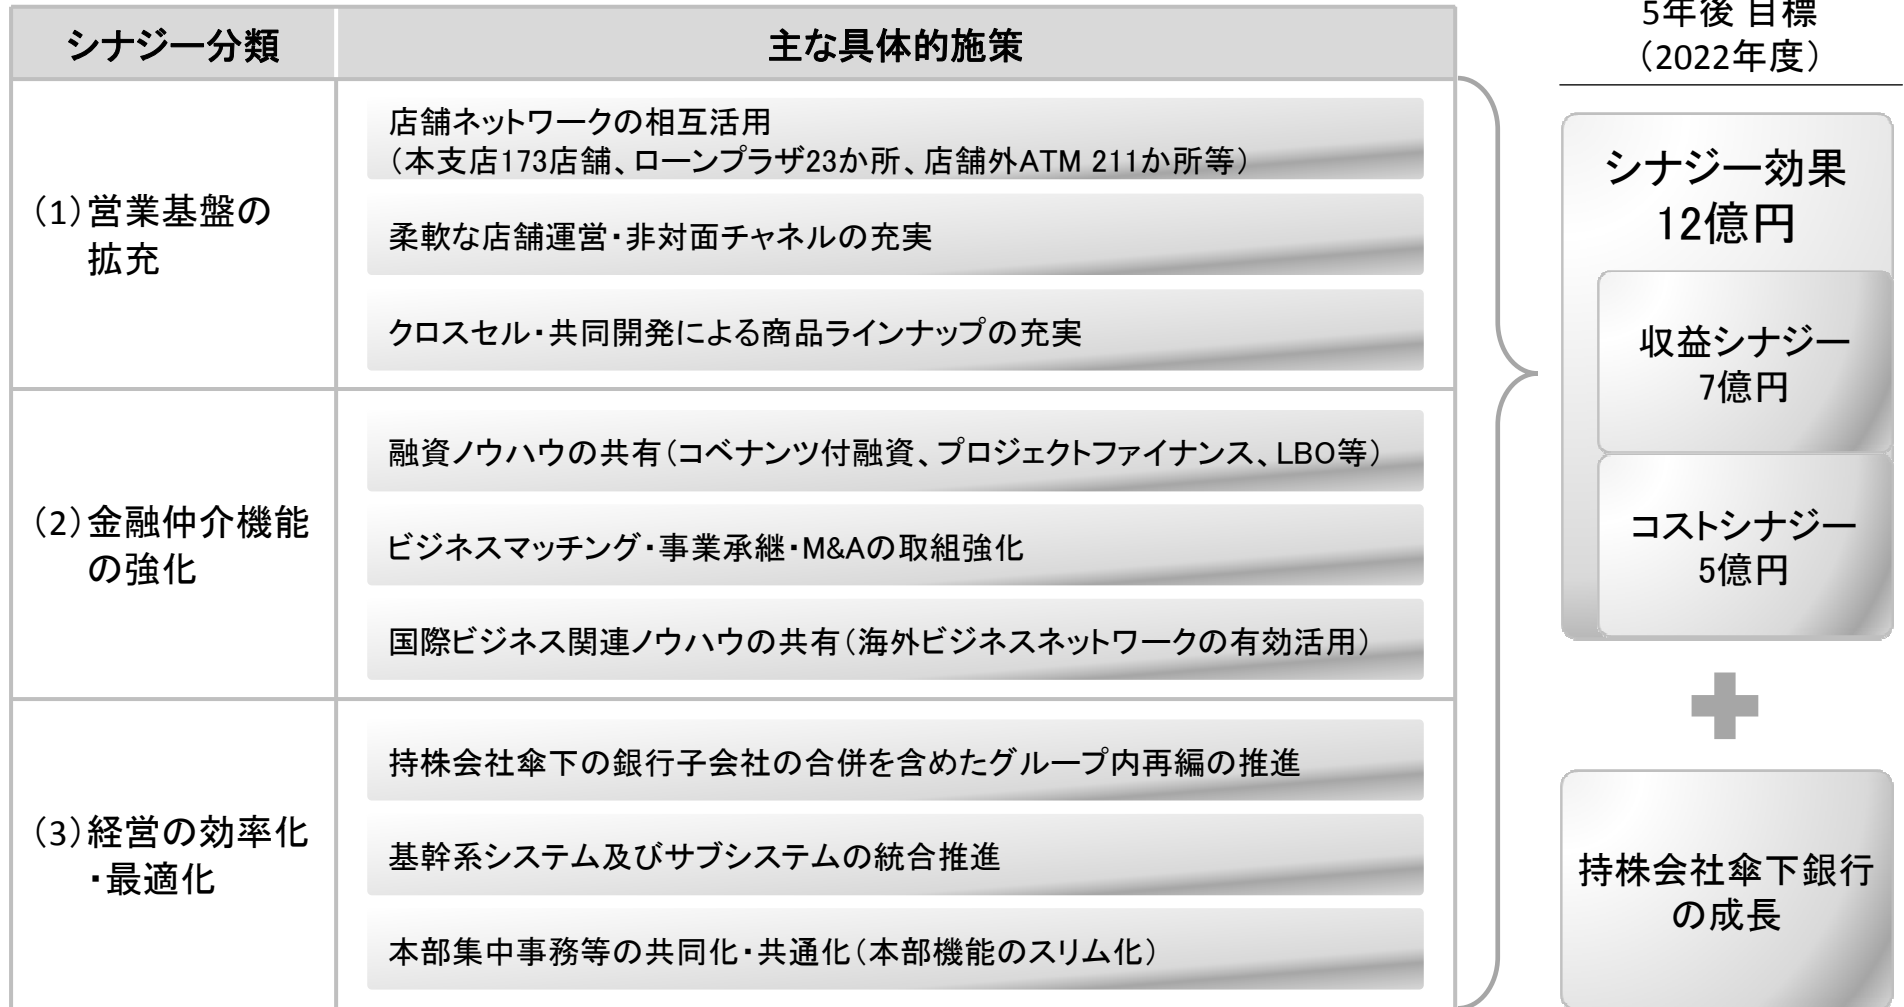 シナジー分類
主な具体的施策
(1)営業基盤の
拡充
店舗ネットワークの相互活用
（本支店173店舗、ローンプラザ23か所、店舗外ATM 211か所等）
柔軟な店舗運営・非対面チャネルの充実
クロスセル・共同開発による商品ラインナップの充実
(2)金融仲介機能
の強化
融資ノウハウの共有（コベナンツ付融資、プロジェクトファイナンス、LBO等）
ビジネスマッチング・事業承継・M&Aの取組強化
国際ビジネス関連ノウハウの共有（海外ビジネスネットワークの有効活用）
(3)経営の効率化
・最適化
持株会社傘下の銀行子会社の合併を含めたグループ内再編の推進
基幹系システム及びサブシステムの統合推進
本部集中事務等の共同化・共通化（本部機能のスリム化）
5年後 目標
（2022年度）
シナジー効果
12億円
収益シナジー
7億円
コストシナジー
5億円
持株会社傘下銀行
の成長